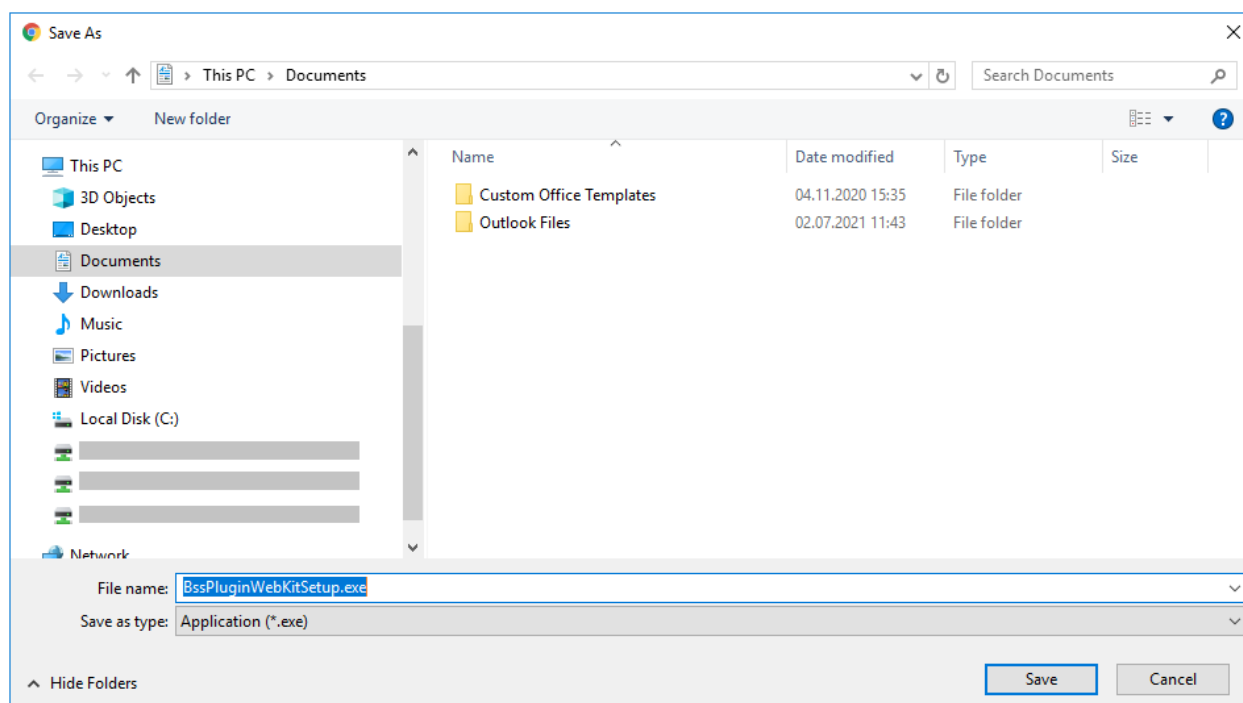 Save As
This PC > Documents
Search Documents
Organize
New folder
?
Name
Date modified
Type
Size
This PC
3D Objects
Desktop
Documents
Downloads
Music
Pictures
Videos
Local Disk (C:)
Network
Custom Office Templates 04.11.2020 15:35 File folder
Outlook Files 02.07.2021 11:43 File folder
File name: BssPluginWebKitSetup.exe
Save as type: Application (*.exe)
Hide Folders
Save
Cancel